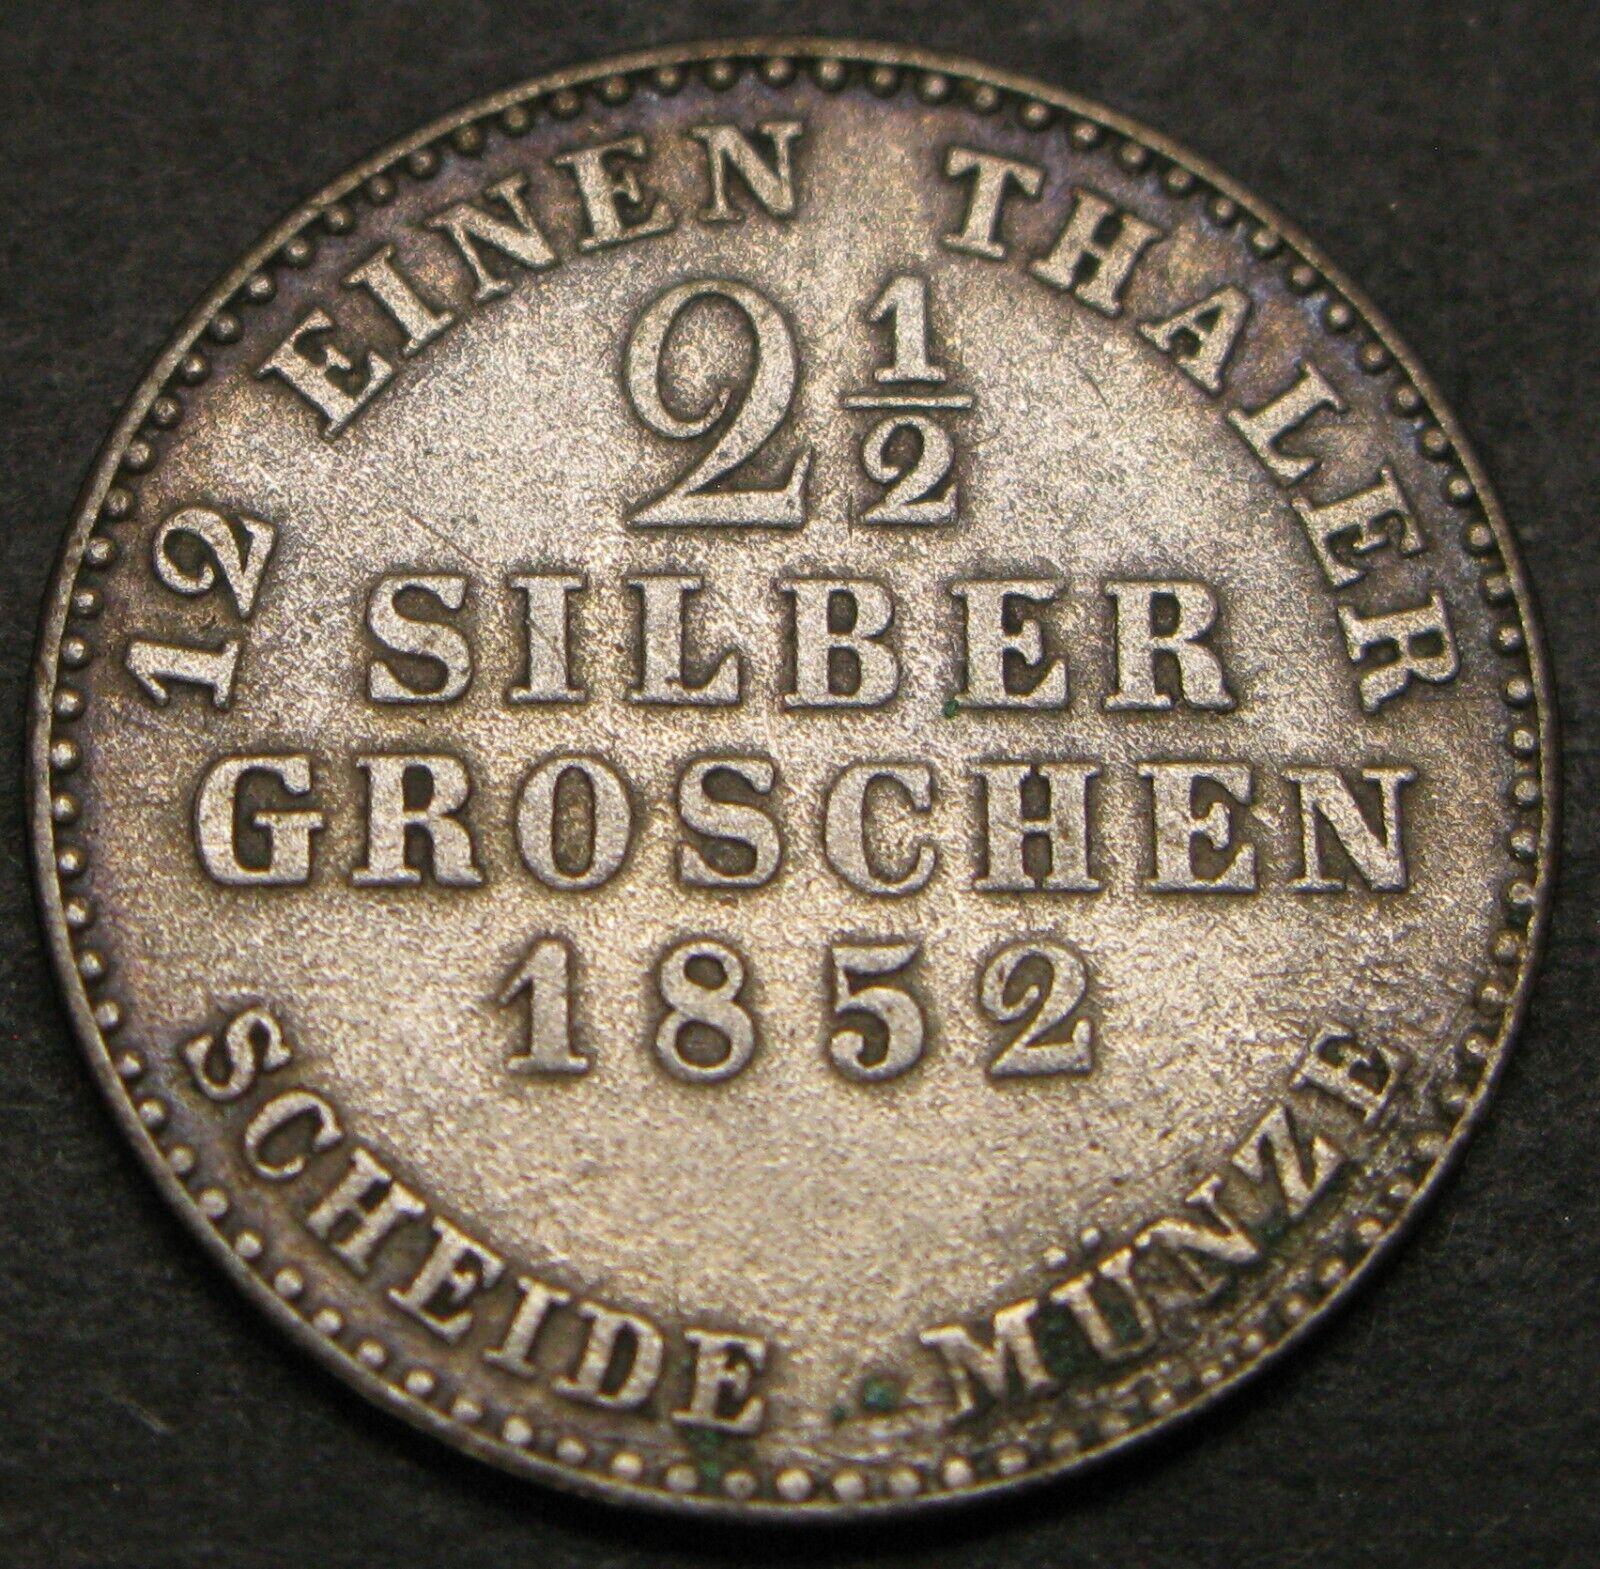 12 EINEN THALER
2 1/2
SILBER
GROSCHEN
1852
SCHEIDE MÜNZE